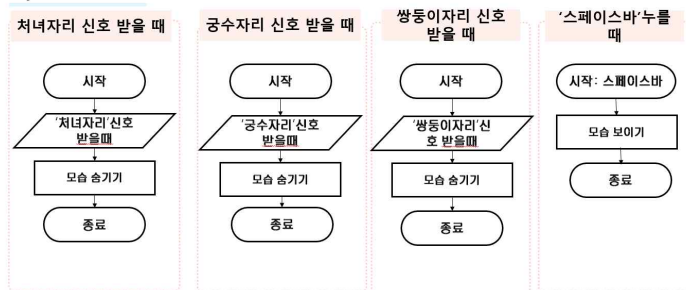 처녀자리 신호 받을 때
시작
'처녀자리'신호
받을때
모습 숨기기
종료
궁수자리 신호 받을 때
시작
'궁수자리'신호
받을때
모습 숨기기
종료
쌍둥이자리 신호
받을 때
시작
'쌍둥이자리'신
호 받을때
모습 숨기기
종료
'스페이스바'누를
때
시작: 스페이스바
모습 보이기
종료